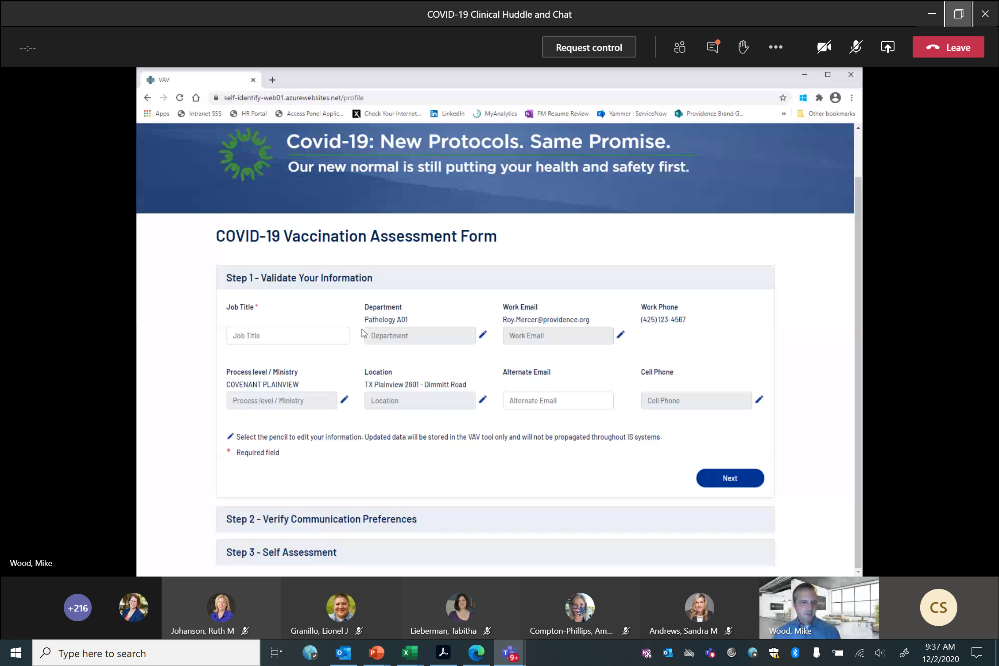 COVID-19 Clinical Huddle and Chat
--:--
Request control
Leave
VAV
self-identify-web01.azurewebsites.net/profile
Apps
Intranet SSS
HR Portal
Access Panel Applic...
Check Your Internet...
LinkedIn
MyAnalytics
PM Resume Review
Yammer : ServiceNow
Providence Brand G...
»
Other bookmarks
Covid-19: New Protocols. Same Promise.
Our new normal is still putting your health and safety first.
COVID-19 Vaccination Assessment Form
Step 1 - Validate Your Information
Job Title *
Department
Work Email
Work Phone
Pathology A01
Roy.Mercer@providence.org
(425) 123-4567
Job Title
Department
Work Email
Process level / Ministry
Location
Alternate Email
Cell Phone
COVENANT PLAINVIEW
TX Plainview 2601 - Dimmitt Road
Process level / Ministry
Location
Alternate Email
Cell Phone
Select the pencil to edit your information. Updated data will be stored in the VAV tool only and will not be propagated throughout IS systems.
* Required field
Next
Step 2 - Verify Communication Preferences
Step 3 - Self Assessment
Wood, Mike
+216
Johanson, Ruth M
Granillo, Lionel J
Lieberman, Tabitha
Compton-Phillips, Am...
Andrews, Sandra M
Wood, Mike
CS
Type here to search
9+
9:37 AM
12/2/2020